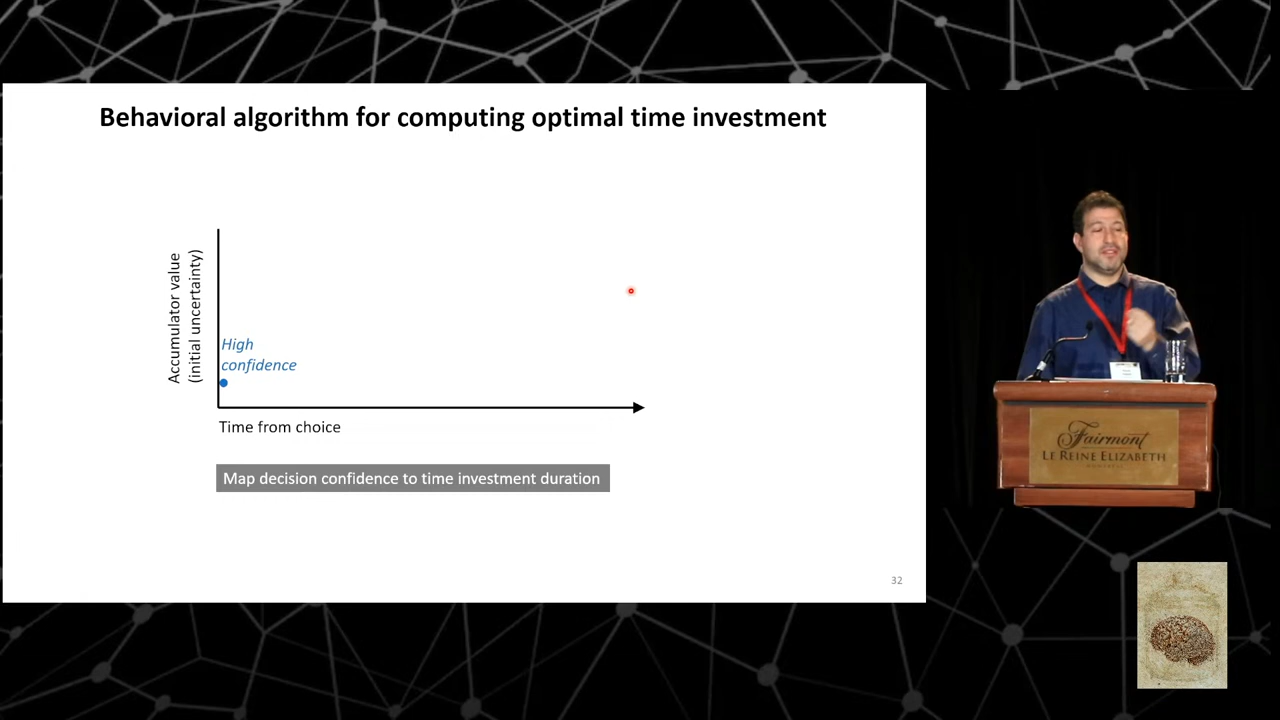 Behavioral algorithm for computing optimal time investment
Accumulator value
(initial uncertainty)
High
confidence
Time from choice
Map decision confidence to time investment duration
32
Fairmont
LE REINE ELIZABETH